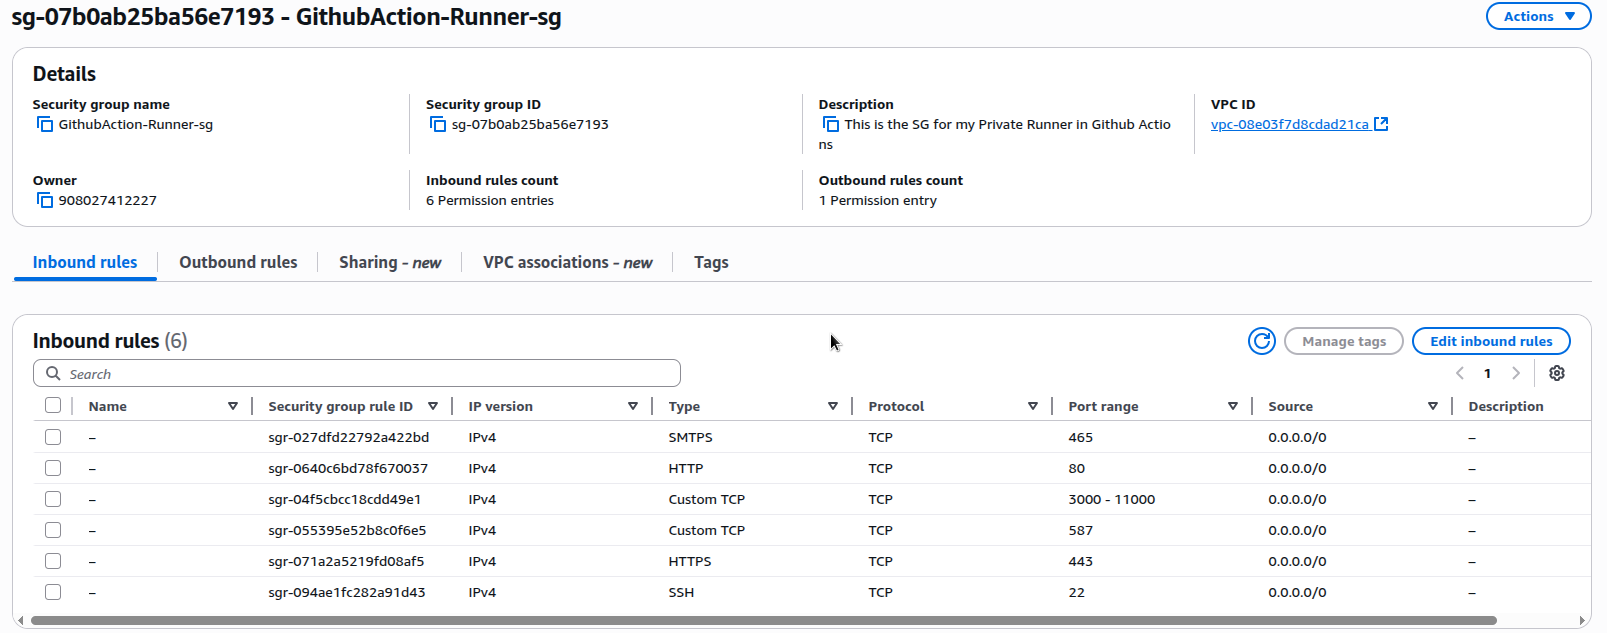 sg-07b0ab25ba56e7193 - GithubAction-Runner-sg
Actions
Details
Security group name
GithubAction-Runner-sg
Security group ID
sg-07b0ab25ba56e7193
Description
This is the SG for my Private Runner in Github Actio
ns
VPC ID
vpc-08e03f7d8cdad21ca
Owner
908027412227
Inbound rules count
6 Permission entries
Outbound rules count
1 Permission entry
Inbound rules Outbound rules Sharing - new VPC associations - new Tags
Inbound rules (6)
Manage tags Edit inbound rules
Search
1
Name Security group rule ID IP version Type Protocol Port range Source Description
– sgr-027dfd22792a422bd IPv4 SMTPS TCP 465 0.0.0.0/0 –
– sgr-0640c6bd78f670037 IPv4 HTTP TCP 80 0.0.0.0/0 –
– sgr-04f5cbcc18cdd49e1 IPv4 Custom TCP TCP 3000 - 11000 0.0.0.0/0 –
– sgr-055395e52b8c0f6e5 IPv4 Custom TCP TCP 587 0.0.0.0/0 –
– sgr-071a2a5219fd08af5 IPv4 HTTPS TCP 443 0.0.0.0/0 –
– sgr-094ae1fc282a91d43 IPv4 SSH TCP 22 0.0.0.0/0 –